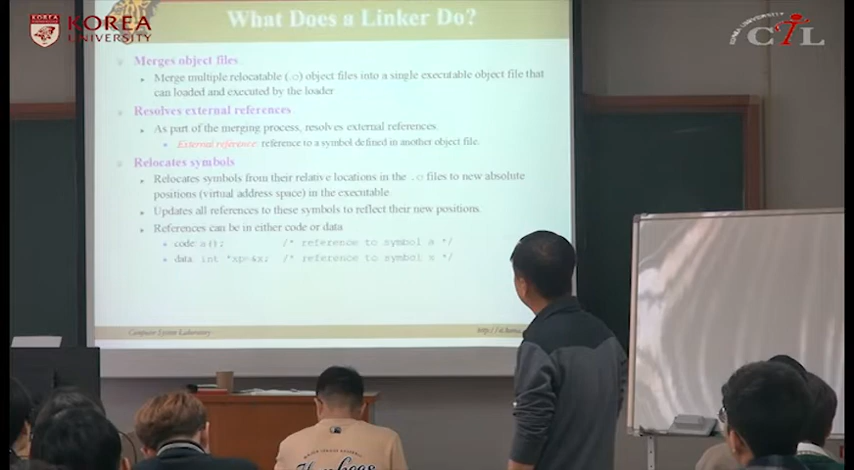 KOREA
UNIVERSITY
What Does a Linker Do?
CTL
Merges object files
Merge multiple relocatable (.o) object files into a single executable object file that
can loaded and executed by the loader
Resolves external references
As part of the merging process, resolves external references.
External reference: reference to a symbol defined in another object file.
Relocates symbols
Relocates symbols from their relative locations in the .o files to new absolute
positions (virtual address space) in the executable
Updates all references to these symbols to reflect their new positions.
References can be in either code or data
code: a(); /* reference to symbol a */
data: int *xp=&x; /* reference to symbol x */
Computer System Laboratory
http://